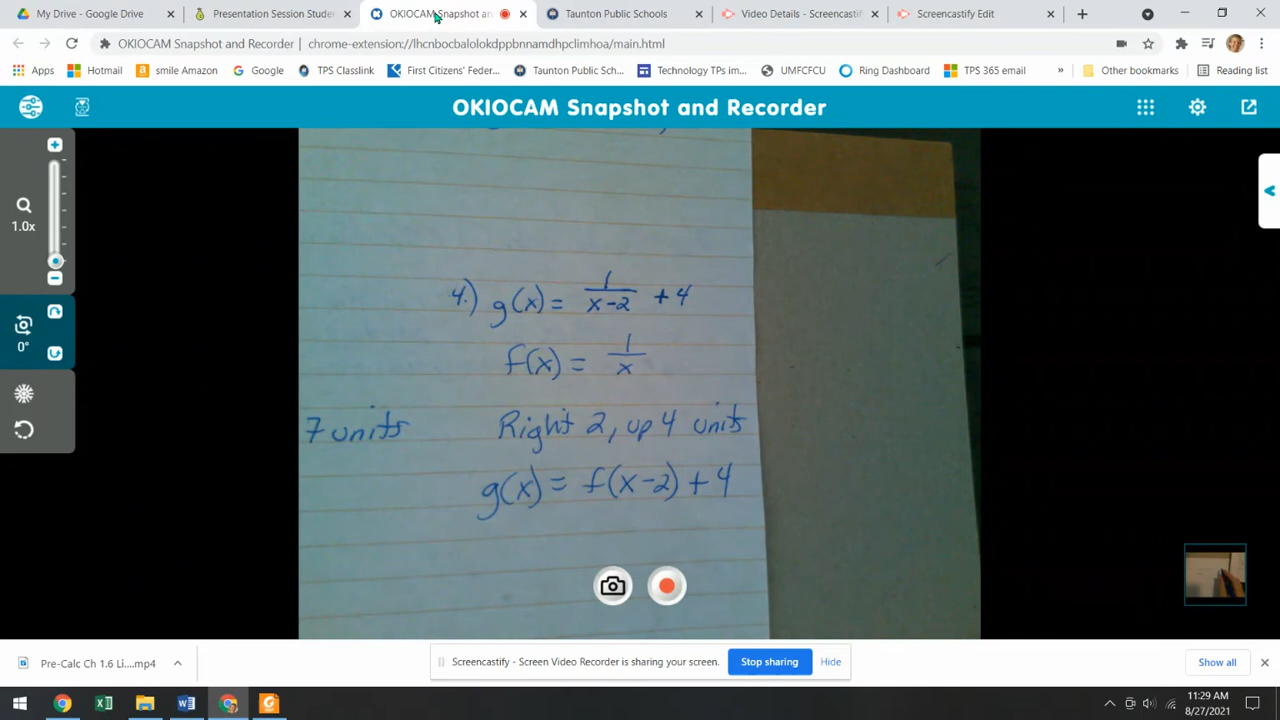 My Drive - Google Drive
Presentation Session Stude
OKIOCAM Snapshot an
Taunton Public Schools
Video Details - Screencastif
Screencastify Edit
OKIOCAM Snapshot and Recorder
chrome-extension://lhcnbocbalolpkdppbnnamdhpclimhoa/main.html
Apps
Hotmail
smile Amazon
Google
TPS Classlink
First Citizens' Feder...
Taunton Public Sch...
Technology TPs im...
UMFCFCU
Ring Dashboard
TPS 365 email
»
Other bookmarks
Reading list
OKIOCAM Snapshot and Recorder
1.0x
0°
4.) g(x) = 1/(x-2) + 4
f(x) = 1/x
7 units
Right 2, up 4 units
g(x) = f(x-2) + 4
Pre-Calc Ch 1.6 Li....mp4
Screencastify - Screen Video Recorder is sharing your screen.
Stop sharing
Hide
Show all
11:29 AM
8/27/2021